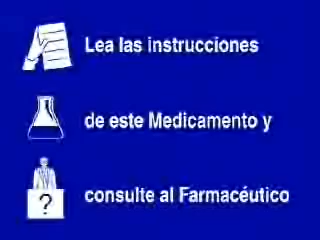 Lea las instrucciones
de este Medicamento y
consulte al Farmacéutico
?